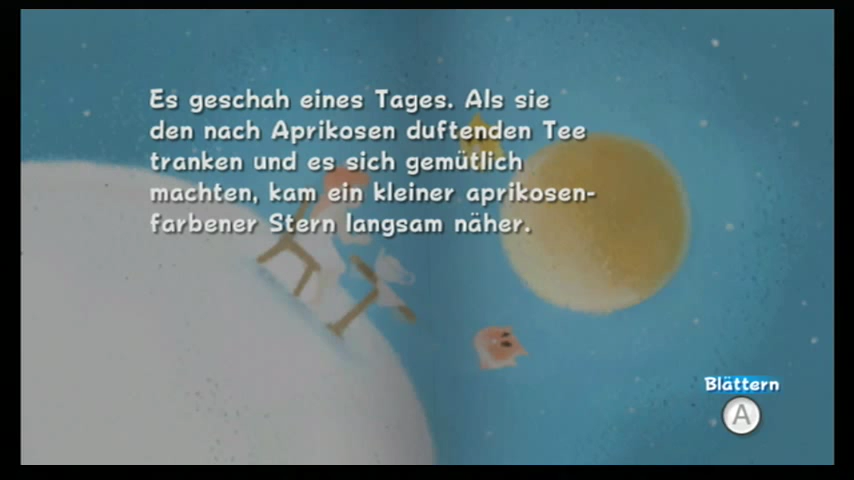 Es geschah eines Tages. Als sie
den nach Aprikosen duftenden Tee
tranken und es sich gemütlich
machten, kam ein kleiner aprikosen-
farbener Stern langsam näher.
Blättern
A